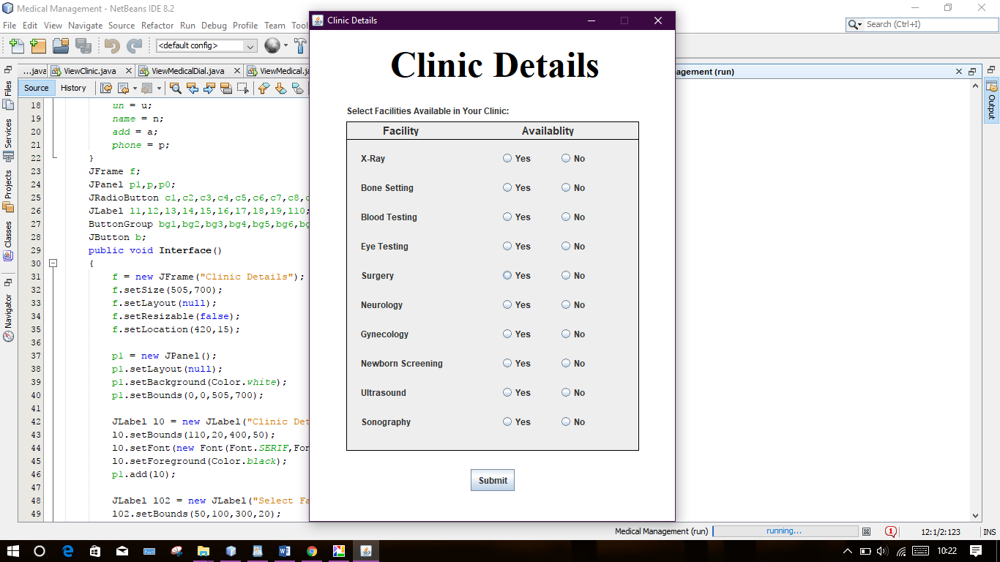 Medical Management - NetBeans IDE 8.2
File Edit View Navigate Source Refactor Run Debug Profile Team
Search (Ctrl+I)
<default config>
...java ViewClinic.java ViewMedicalDial.java
(run)
Source History
Files
Services
Projects
Classes
Navigator
Output
18 un = u;
19 name = n;
20 add = a;
21 phone = p;
22 }
23 JFrame f;
24 JPanel p1,p,p0;
25 JRadioButton c1,c2,c3,c4,c5,c6,c7,c8,
26 JLabel l1,l2,l3,l4,l5,l6,l7,l8,l9,l10;
27 ButtonGroup bg1,bg2,bg3,bg4,bg5,bg6,
28 JButton b;
29 public void Interface()
30 {
31 f = new JFrame("Clinic Details");
32 f.setSize(505,700);
33 f.setLayout(null);
34 f.setResizable(false);
35 f.setLocation(420,15);
36
37 p1 = new JPanel();
38 p1.setLayout(null);
39 p1.setBackground(Color.white);
40 p1.setBounds(0,0,505,700);
41
42 JLabel l0 = new JLabel("Clinic
43 l0.setBounds(110,20,400,50);
44 l0.setFont(new Font(Font.SERIF,
45 l0.setForeground(Color.black);
46 p1.add(l0);
47
48 JLabel l02 = new JLabel("Select
49 l02.setBounds(50,100,300,20);
Clinic Details
Clinic Details
Select Facilities Available in Your Clinic:
Facility Availablity
X-Ray Yes No
Bone Setting Yes No
Blood Testing Yes No
Eye Testing Yes No
Surgery Yes No
Neurology Yes No
Gynecology Yes No
Newborn Screening Yes No
Ultrasound Yes No
Sonography Yes No
Submit
Medical Management (run) running... 1 12:1/2:123 INS
10:22